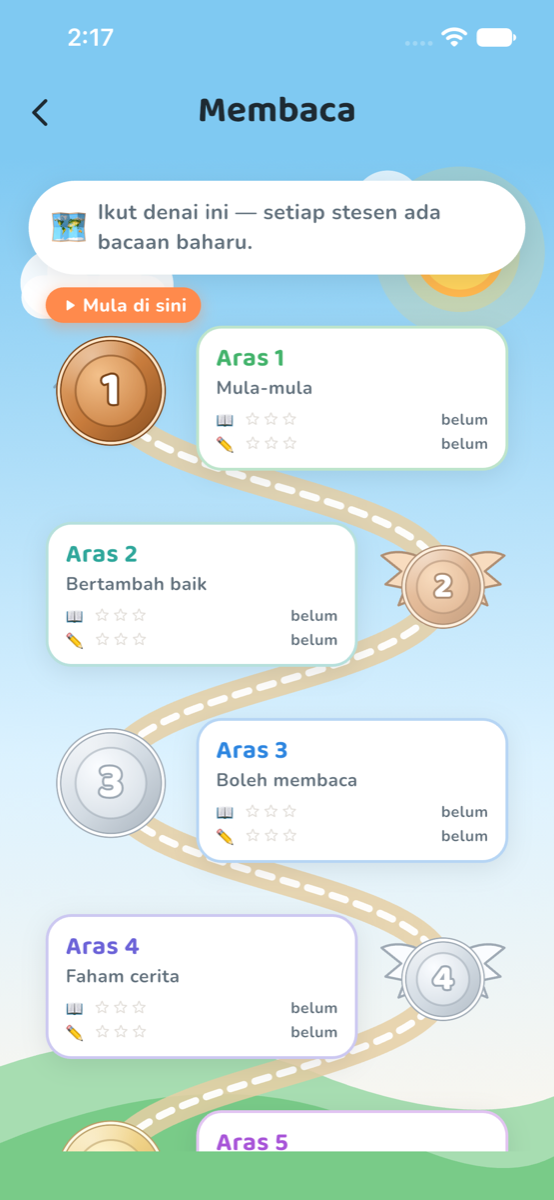 2:17
Membaca
Ikut denai ini — setiap stesen ada
bacaan baharu.
Mula di sini
1
Aras 1
Mula-mula
belum
belum
Aras 2
Bertambah baik
belum
belum
2
3
Aras 3
Boleh membaca
belum
belum
Aras 4
Faham cerita
belum
belum
4
Aras 5